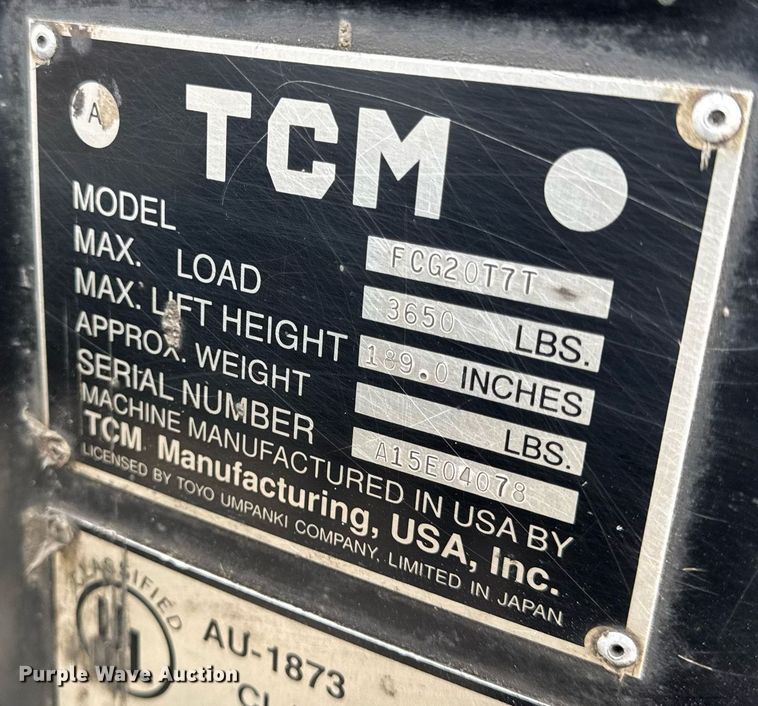 A TCM
MODEL FCG20T7T
MAX. LOAD 3650 LBS.
MAX. LIFT HEIGHT 189.0 INCHES
APPROX. WEIGHT LBS.
SERIAL NUMBER A15E04078
MACHINE MANUFACTURED IN USA BY
TCM Manufacturing, USA, Inc.
LICENSED BY TOYO UMPANKI COMPANY, LIMITED IN JAPAN
CLASSIFIED
UL
AU-1873
Purple Wave Auction